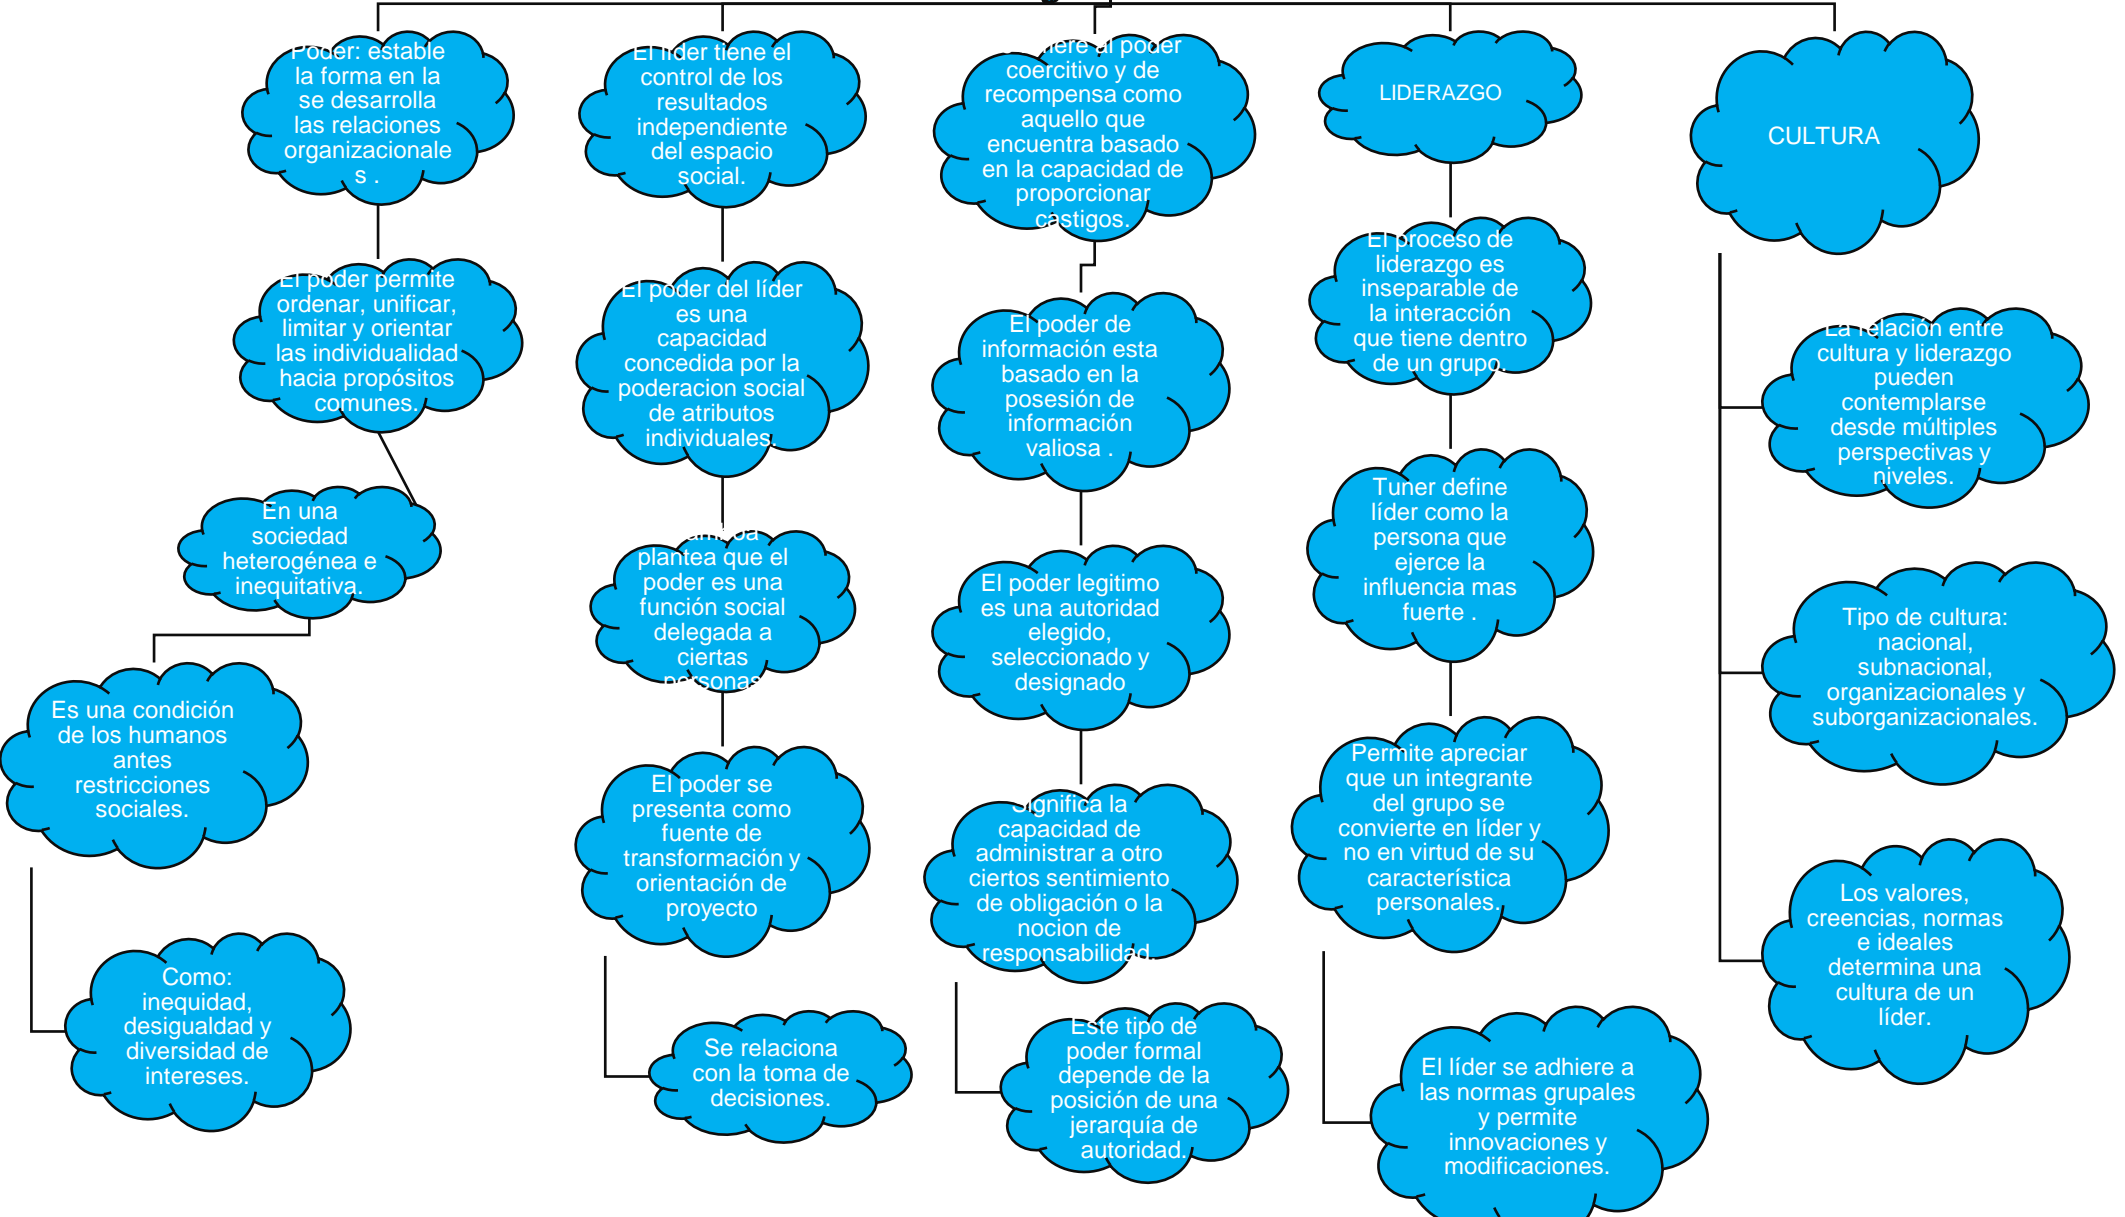 Poder: estable
la forma en la
se desarrolla
las relaciones
organizacionale
s .
El poder permite
ordenar, unificar,
limitar y orientar
las individualidad
hacia propósitos
comunes.
En una
sociedad
heterogénea e
inequitativa.
Es una condición
de los humanos
antes
restricciones
sociales.
Como:
inequidad,
desigualdad y
diversidad de
intereses.
El líder tiene el
control de los
resultados
independiente
del espacio
social.
El poder del líder
es una
capacidad
concedida por la
poderacion social
de atributos
individuales.
plantea que el
poder es una
función social
delegada a
ciertas
personas
El poder se
presenta como
fuente de
transformación y
orientación de
proyecto
Se relaciona
con la toma de
decisiones.
al poder
coercitivo y de
recompensa como
aquello que
encuentra basado
en la capacidad de
proporcionar
castigos.
El poder de
información esta
basado en la
posesión de
información
valiosa .
El poder legitimo
es una autoridad
elegido,
seleccionado y
designado
Significa la
capacidad de
administrar a otro
ciertos sentimiento
de obligación o la
nocion de
responsabilidad.
Este tipo de
poder formal
depende de la
posición de una
jerarquía de
autoridad.
LIDERAZGO
El proceso de
liderazgo es
inseparable de
la interacción
que tiene dentro
de un grupo.
Tuner define
líder como la
persona que
ejerce la
influencia mas
fuerte .
Permite apreciar
que un integrante
del grupo se
convierte en líder y
no en virtud de su
característica
personales.
El líder se adhiere a
las normas grupales
y permite
innovaciones y
modificaciones.
CULTURA
La relación entre
cultura y liderazgo
pueden
contemplarse
desde múltiples
perspectivas y
niveles.
Tipo de cultura:
nacional,
subnacional,
organizacionales y
suborganizacionales.
Los valores,
creencias, normas
e ideales
determina una
cultura de un
líder.